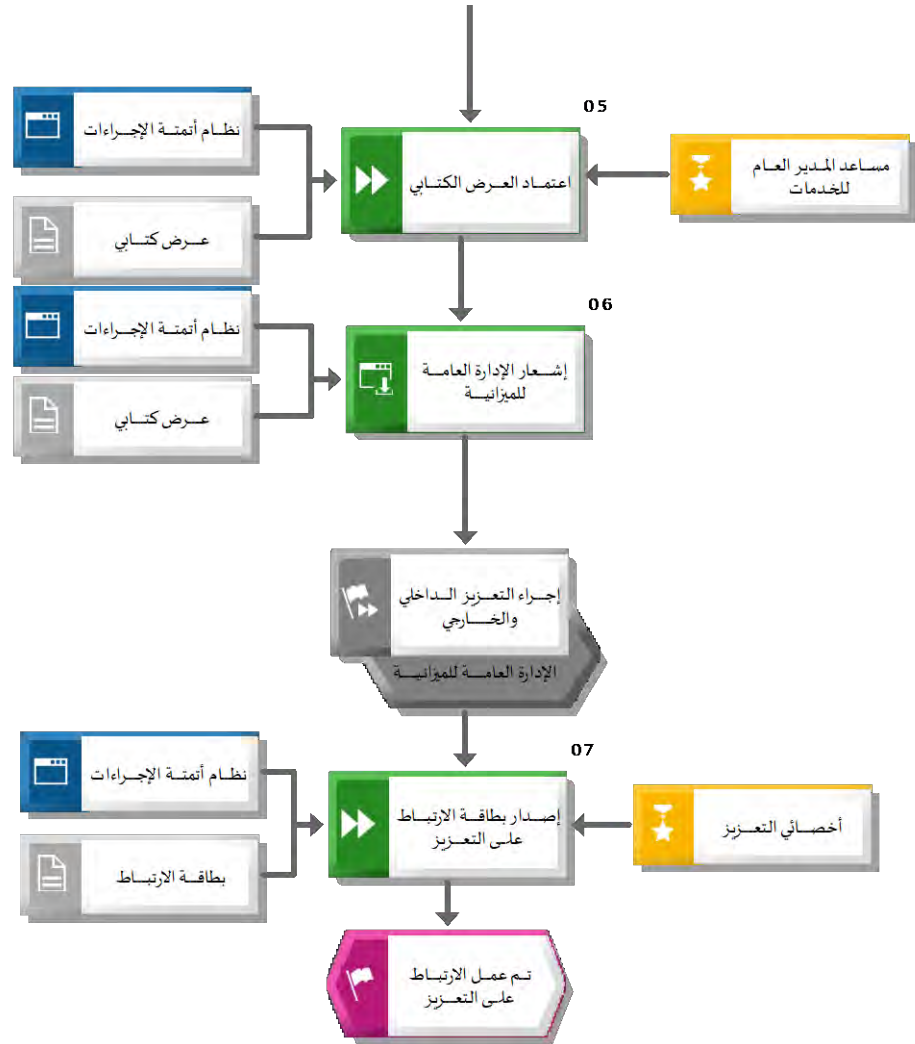 05
مساعد المدير العام
للخدمات
اعتماد العرض الكتابي
نظام أتمتة الإجراءات
عرض كتابي
06
إشعار الإدارة العامة
للميزانية
نظام أتمتة الإجراءات
عرض كتابي
إجراء التعزيز الداخلي
والخارجي
الإدارة العامة للميزانية
07
أخصائي التعزيز
إصدار بطاقة الارتباط
على التعزيز
نظام أتمتة الإجراءات
بطاقة الارتباط
تم عمل الارتباط
على التعزيز